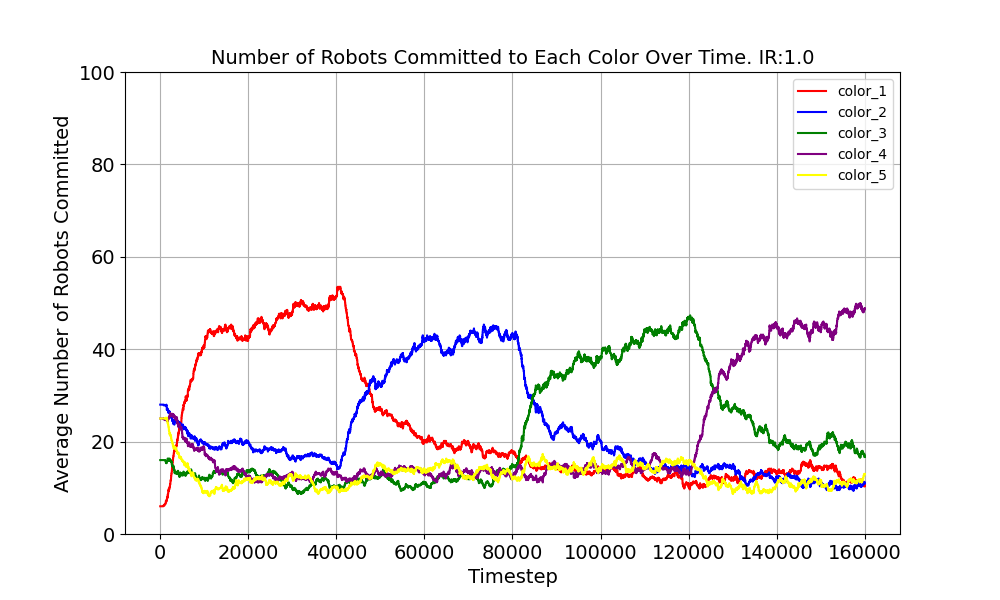 Number of Robots Committed to Each Color Over Time. IR:1.0
Average Number of Robots Committed
100
80
60
40
20
0
color_1
color_2
color_3
color_4
color_5
0 20000 40000 60000 80000 100000 120000 140000 160000
Timestep